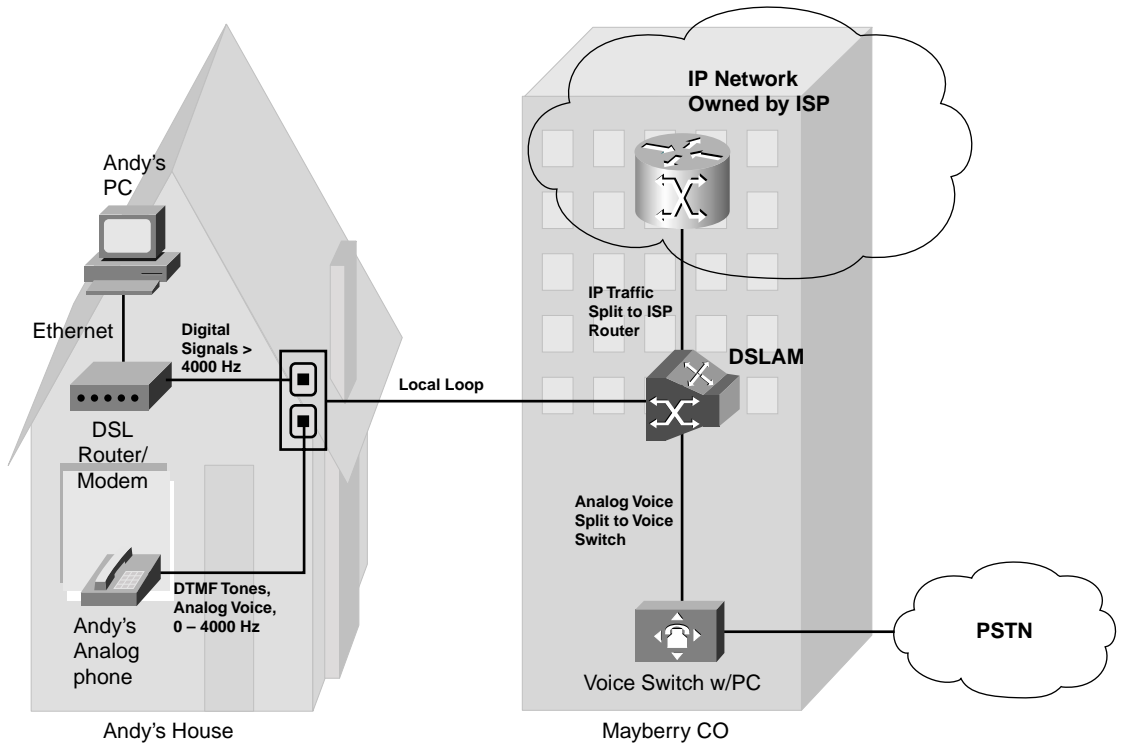 IP Network
Owned by ISP
Andy's
PC
Ethernet
Digital
Signals >
4000 Hz
IP Traffic
Split to ISP
Router
DSLAM
Local Loop
DSL
Router/
Modem
Analog Voice
Split to Voice
Switch
DTMF Tones,
Analog Voice,
0 – 4000 Hz
Andy's
Analog
phone
PSTN
Voice Switch w/PC
Andy's House
Mayberry CO